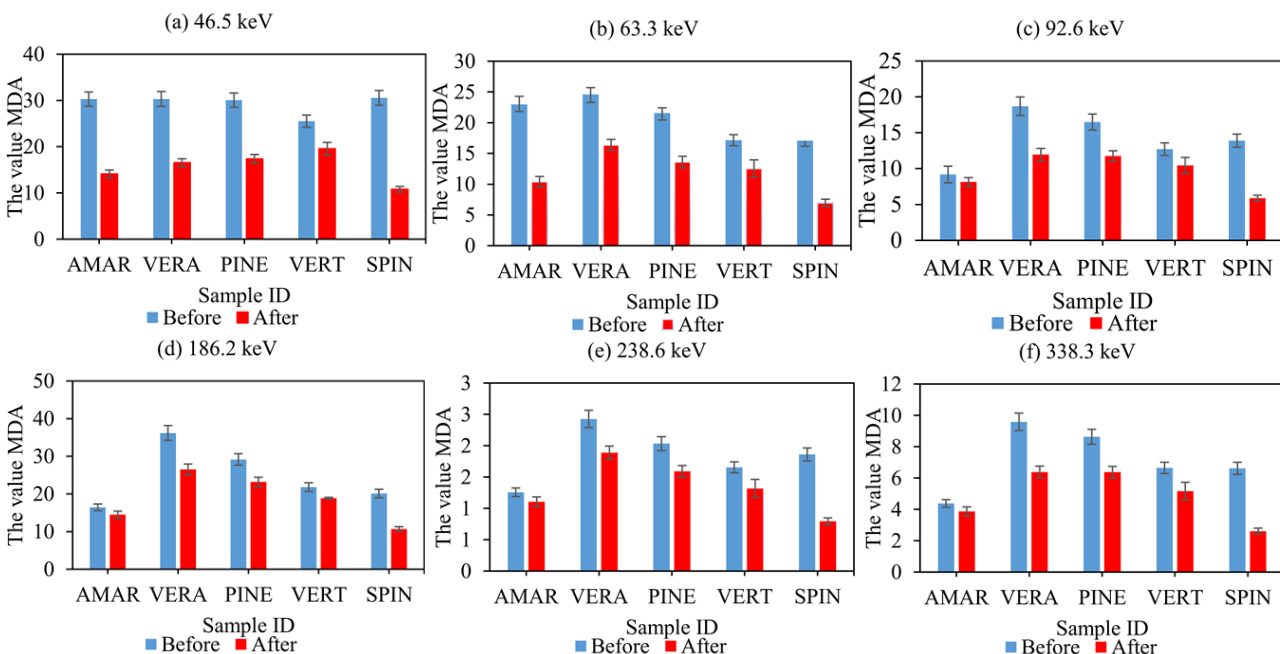 (a) 46.5 keV
The value MDA
40
30
20
10
0
AMAR VERA PINE VERT SPIN
Sample ID
Before After
(b) 63.3 keV
The value MDA
30
25
20
15
10
5
0
AMAR VERA PINE VERT SPIN
Sample ID
Before After
(c) 92.6 keV
The value MDA
25
20
15
10
5
0
AMAR VERA PINE VERT SPIN
Sample ID
Before After
(d) 186.2 keV
The value MDA
50
40
30
20
10
0
AMAR VERA PINE VERT SPIN
Sample ID
Before After
(e) 238.6 keV
The value MDA
3
3
2
2
1
1
0
AMAR VERA PINE VERT SPIN
Sample ID
Before After
(f) 338.3 keV
The value MDA
12
10
8
6
4
2
0
AMAR VERA PINE VERT SPIN
Sample ID
Before After